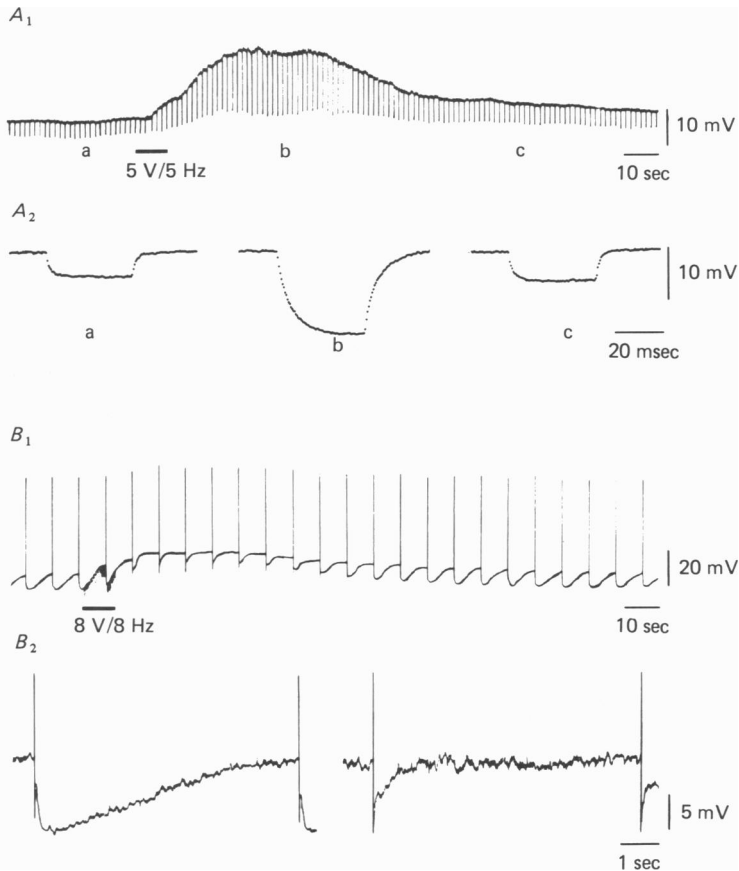 A1
10 mV
a b c
5 V/5 Hz 10 sec
A2
10 mV
a b c
20 msec
B1
20 mV
8 V/8 Hz 10 sec
B2
5 mV
1 sec